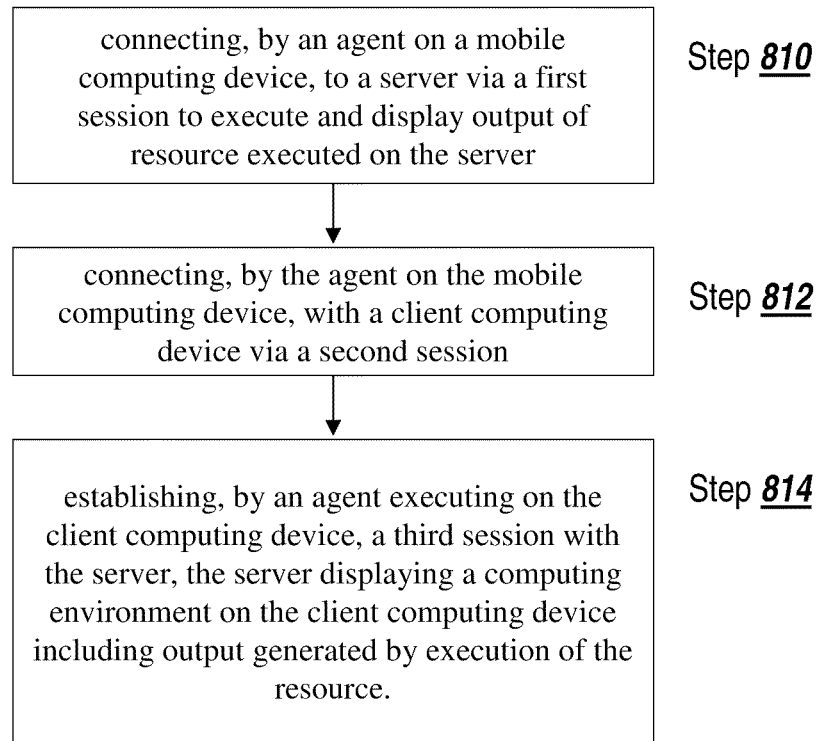 connecting, by an agent on a mobile
computing device, to a server via a first
session to execute and display output of
resource executed on the server
Step 810
connecting, by the agent on the mobile
computing device, with a client computing
device via a second session
Step 812
establishing, by an agent executing on the
client computing device, a third session with
the server, the server displaying a computing
environment on the client computing device
including output generated by execution of the
resource.
Step 814